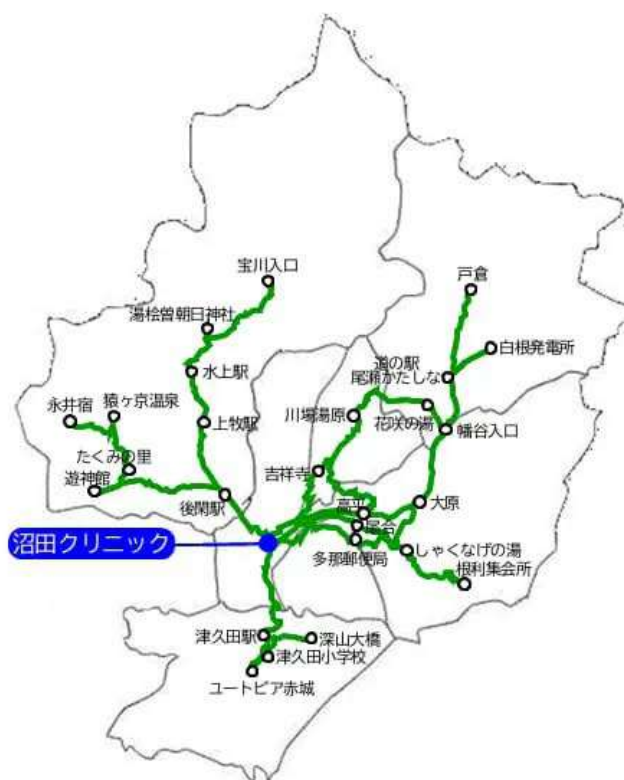 宝川入口
戸倉
湯桧曽朝日神社
白根発電所
水上駅
道の駅
尾瀬かたしな
永井宿
猿ヶ京温泉
上牧駅
川場湯原
花咲の湯
幡谷入口
たくみの里
吉祥寺
遊神館
後閑駅
高平
大原
尾合
沼田クリニック
多那郵便局
しゃくなげの湯
根利集会所
津久田駅
深山大橋
津久田小学校
ユートピア赤城